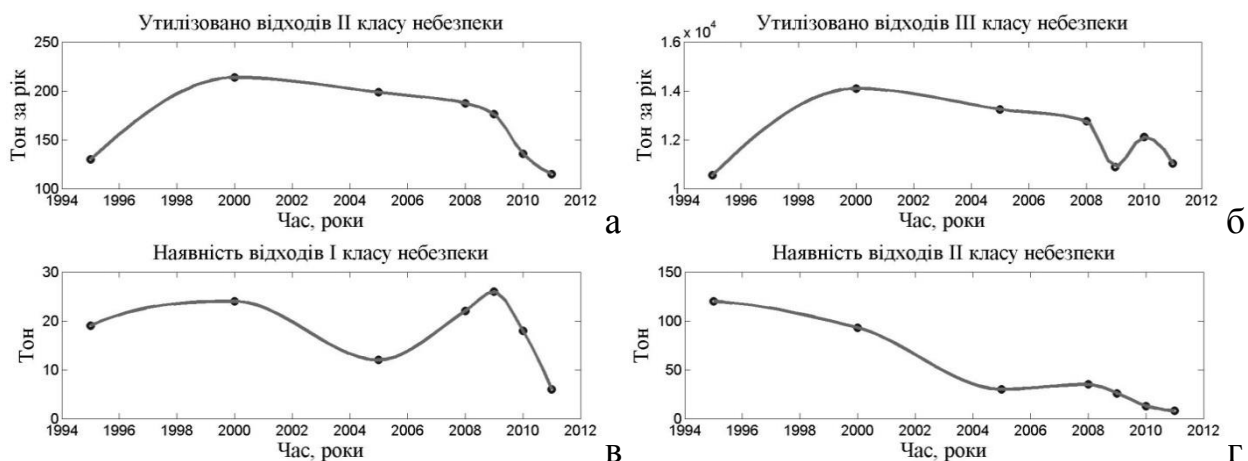 Утилізовано відходів II класу небезпеки
Тон за рік
250
200
150
100
1994 1996 1998 2000 2002 2004 2006 2008 2010 2012
Час, роки
а
Утилізовано відходів III класу небезпеки
x 10⁴
Тон за рік
1.6
1.4
1.2
1
1994 1996 1998 2000 2002 2004 2006 2008 2010 2012
Час, роки
б
Наявність відходів I класу небезпеки
Тон
30
20
10
0
1994 1996 1998 2000 2002 2004 2006 2008 2010 2012
Час, роки
в
Наявність відходів II класу небезпеки
Тон
150
100
50
0
1994 1996 1998 2000 2002 2004 2006 2008 2010 2012
Час, роки
г